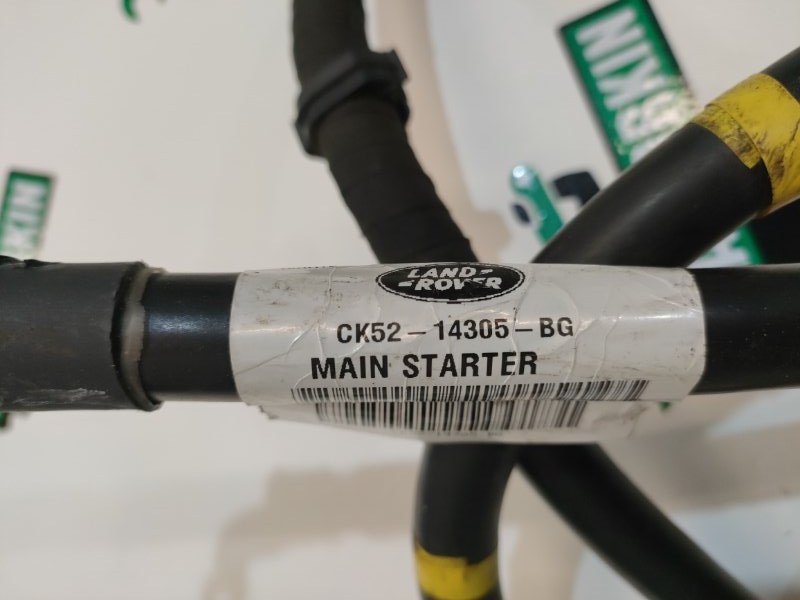 LAND-
-ROVER
CK52-14305-BG
MAIN STARTER